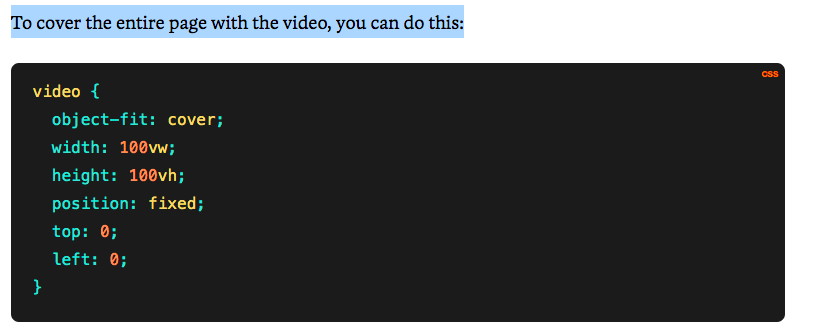 To cover the entire page with the video, you can do this:
css
video {
  object-fit: cover;
  width: 100vw;
  height: 100vh;
  position: fixed;
  top: 0;
  left: 0;
}